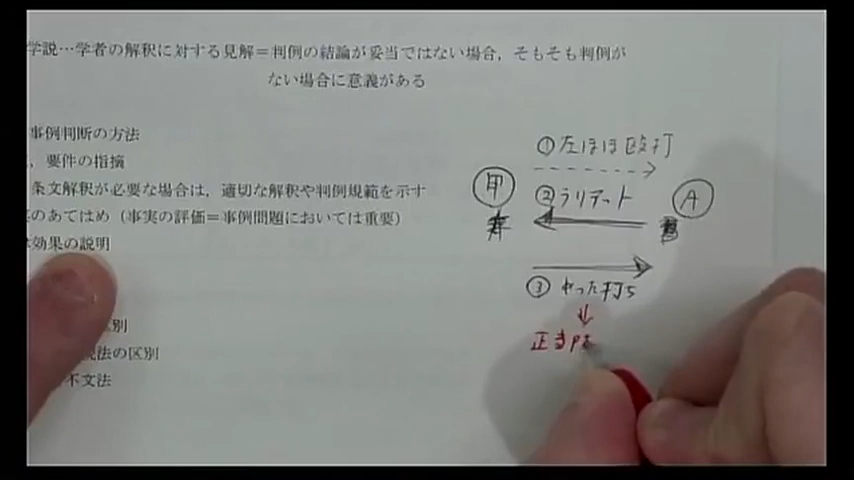 学説…学者の解釈に対する見解＝判例の結論が妥当ではない場合，そもそも判例が
ない場合に意義がある
事例判断の方法
，要件の指摘
条文解釈が必要な場合は，適切な解釈や判例規範を示す
のあてはめ（事実の評価＝事例問題においては重要）
効果の説明
区別
法の区別
不文法
①左ほほ殴打
甲
②ラリアット
A
③めった打ち
⇓
正当